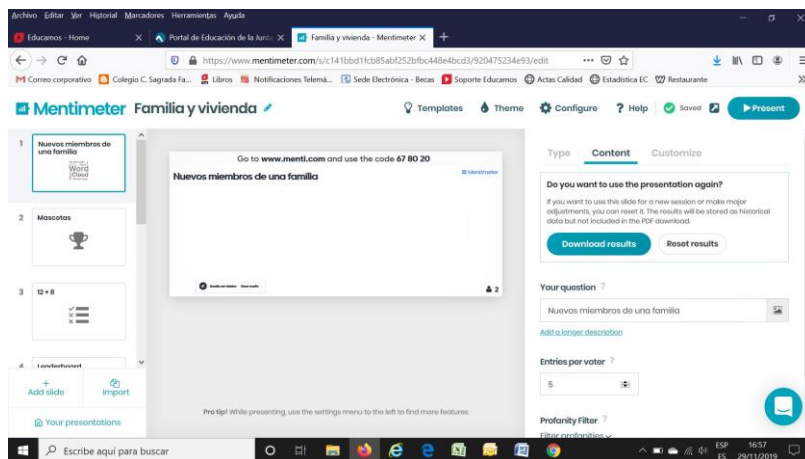 Archivo Editar Ver Historial Marcadores Herramientas Ayuda
Educamos - Home
Portal de Educación de la Junta
Familia y vivienda - Mentimeter
https://www.mentimeter.com/s/c141bbd1fcb85abf252bfbc448e4bcd3/920475234e93/edit
Correo corporativo Colegio C. Sagrada Fa... Libros Notificaciones Telemá... Sede Electrónica - Becas Soporte Educamos Actas Calidad Estadística EC Restaurante
Mentimeter Familia y vivienda
Templates Theme Configure ? Help Saved Present
1 Nuevos miembros de una familia
Word
Cloud
2 Mascotas
3 12 + 8
4 Leaderboard
+ Add slide
Import
Your presentations
Go to www.menti.com and use the code 67 80 20
Nuevos miembros de una familia
Mentimeter
2
Pro tip! While presenting, use the settings menu to the left to find more features
Type Content Customize
Do you want to use the presentation again?
If you want to use this slide for a new session or make major
adjustments, you can reset it. The results will be stored as historical
data but not included in the PDF download.
Download results Reset results
Your question ?
Nuevos miembros de una familia
Add a longer description
Entries per voter ?
5
Profanity Filter ?
Filter profanities
Escribe aquí para buscar
ESP
ES
16:57
29/11/2019